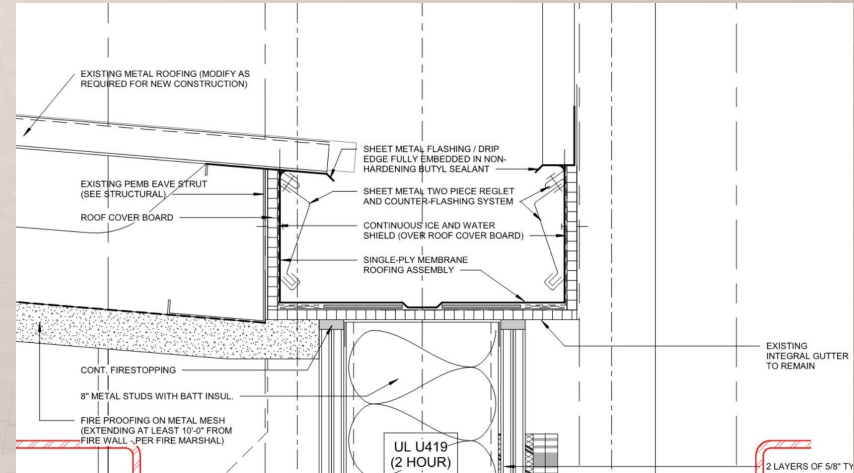 EXISTING METAL ROOFING (MODIFY AS
REQUIRED FOR NEW CONSTRUCTION)
SHEET METAL FLASHING / DRIP
EDGE FULLY EMBEDDED IN NON-
HARDENING BUTYL SEALANT
EXISTING PEMB EAVE STRUT
(SEE STRUCTURAL)
SHEET METAL TWO PIECE REGLET
AND COUNTER-FLASHING SYSTEM
ROOF COVER BOARD
CONTINUOUS ICE AND WATER
SHIELD (OVER ROOF COVER BOARD)
SINGLE-PLY MEMBRANE
ROOFING ASSEMBLY
EXISTING
INTEGRAL GUTTER
TO REMAIN
CONT. FIRESTOPPING
8" METAL STUDS WITH BATT INSUL.
FIRE PROOFING ON METAL MESH
(EXTENDING AT LEAST 10'-0" FROM
FIRE WALL - PER FIRE MARSHAL)
UL U419
(2 HOUR)
2 LAYERS OF 5/8" TY